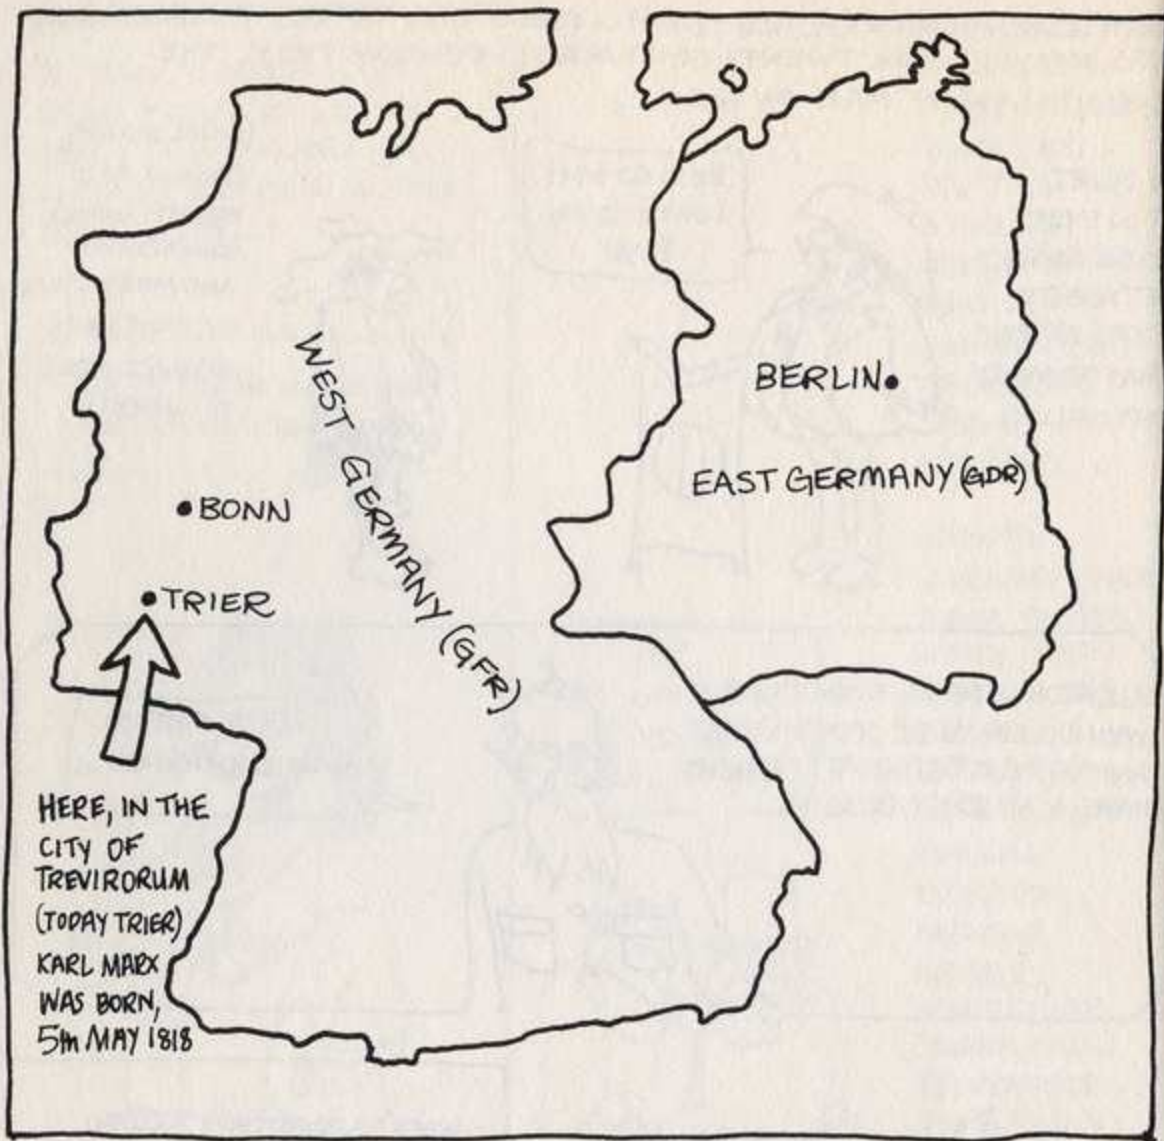 BERLIN
EAST GERMANY (GDR)
WEST GERMANY (GFR)
BONN
TRIER
HERE, IN THE
CITY OF
TREVIRORUM
(TODAY TRIER)
KARL MARX
WAS BORN,
5th MAY 1818